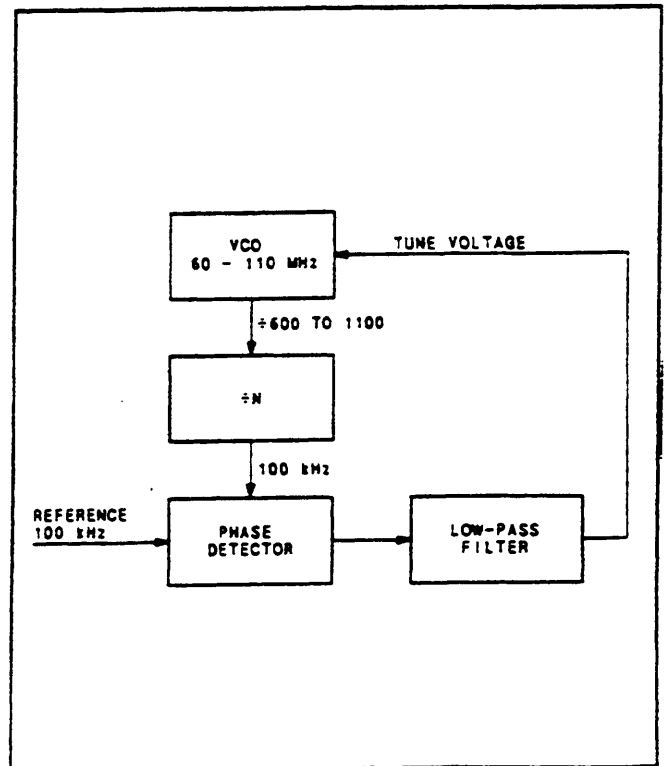 VCO
60 - 110 MHz
TUNE VOLTAGE
÷600 TO 1100
÷N
100 kHz
REFERENCE
100 kHz
PHASE
DETECTOR
LOW-PASS
FILTER